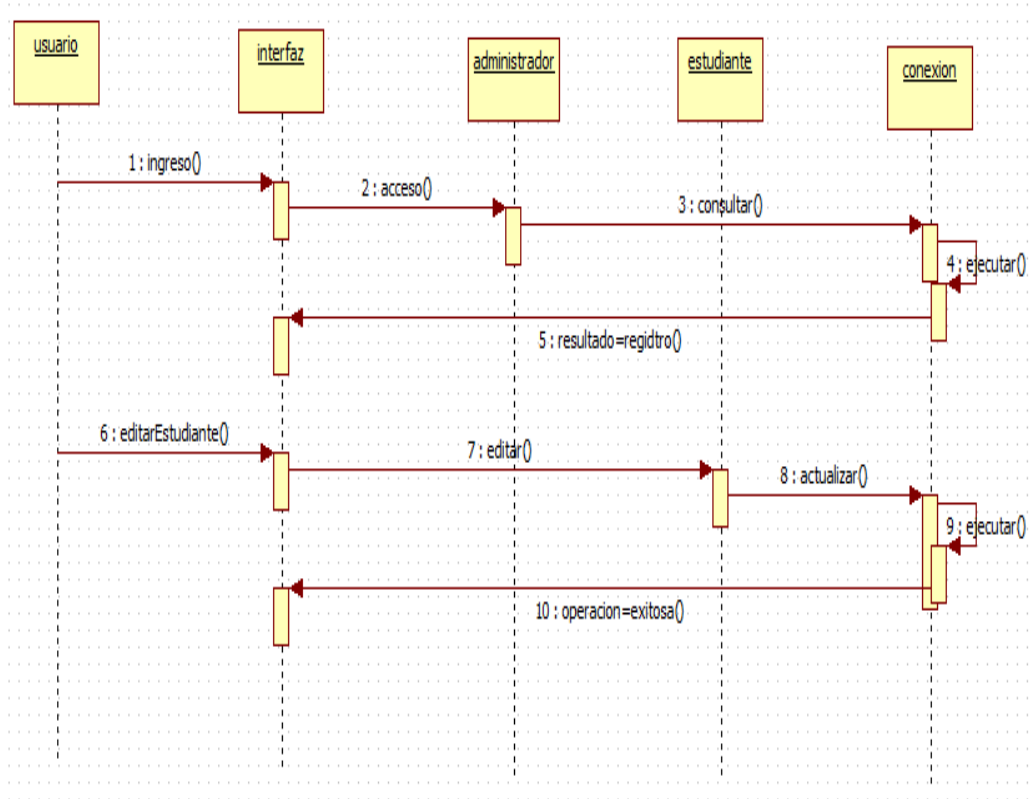 usuario
interfaz
administrador
estudiante
conexion
1 : ingreso()
2 : acceso()
3 : consultar()
4 : ejecutar()
5 : resultado=regidtro()
6 : editarEstudiante()
7 : editar()
8 : actualizar()
9 : ejecutar()
10 : operacion=exitosa()